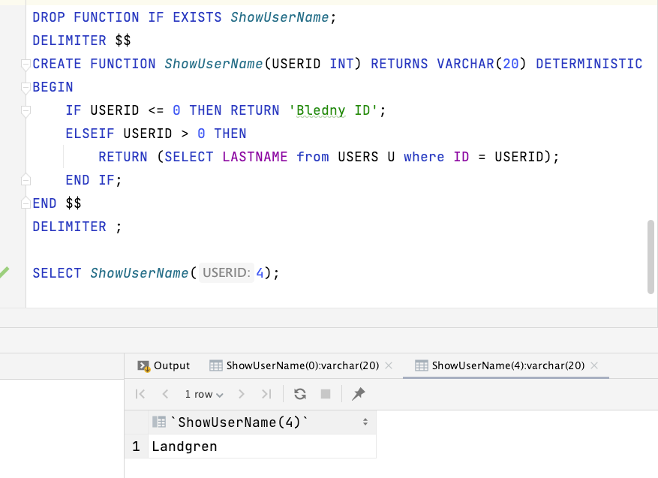 DROP FUNCTION IF EXISTS ShowUserName;
DELIMITER $$
CREATE FUNCTION ShowUserName(USERID INT) RETURNS VARCHAR(20) DETERMINISTIC
BEGIN
    IF USERID <= 0 THEN RETURN 'Bledny ID';
    ELSEIF USERID > 0 THEN
        RETURN (SELECT LASTNAME from USERS U where ID = USERID);
    END IF;
END $$
DELIMITER ;
SELECT ShowUserName( USERID: 4);
Output ShowUserName(0):varchar(20) ShowUserName(4):varchar(20)
1 row
`ShowUserName(4)`
1 Landgren